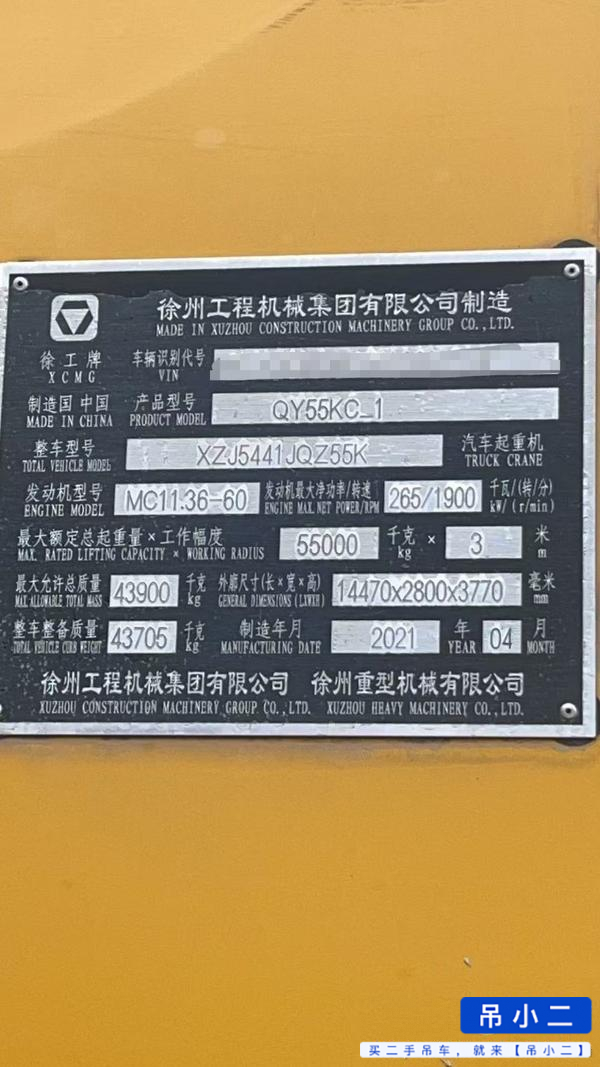 徐州工程机械集团有限公司制造
MADE IN XUZHOU CONSTRUCTION MACHINERY GROUP CO.,LTD.
徐工牌 车辆识别代号
XCMG VIN
制造国 中国 产品型号 QY55KC_1
MADE IN CHINA PRODUCT MODEL
整车型号 XZJ5441JQZ55K 汽车起重机
TOTAL VEHICLE MODEL TRUCK CRANE
发动机型号 MC11.36-60 发动机最大净功率/转速 265/1900 千瓦/(转/分)
ENGINE MODEL ENGINE MAX.NET POWER/RPM kW/(r/min)
最大额定总起重量×工作幅度 55000 千克 × 3 米
MAX. RATED LIFTING CAPACITY × WORKING RADIUS kg m
最大允许总质量 43900 千克 外廓尺寸(长×宽×高) 14470x2800x3770 毫米
MAX.ALLOWABLE TOTAL MASS kg GENERAL DIMENSIONS (LXWXH) mm
整车整备质量 43705 千克 制造年月 2021 年 04 月
TOTAL VEHICLE CURB WEIGHT kg MANUFACTURING DATE YEAR MONTH
徐州工程机械集团有限公司 徐州重型机械有限公司
XUZHOU CONSTRUCTION MACHINERY GROUP CO.,LTD. XUZHOU HEAVY MACHINERY CO.,LTD.
吊小二
买二手吊车，就来【吊小二】